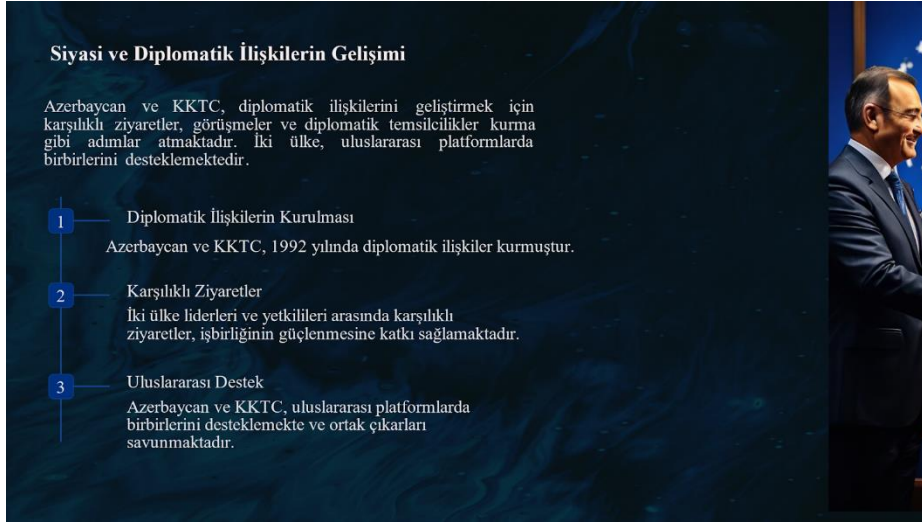 Siyasi ve Diplomatik İlişkilerin Gelişimi
Azerbaycan ve KKTC, diplomatik ilişkilerini geliştirmek için
karşılıklı ziyaretler, görüşmeler ve diplomatik temsilcilikler kurma
gibi adımlar atmaktadır. İki ülke, uluslararası platformlarda
birbirlerini desteklemektedir.
1
Diplomatik İlişkilerin Kurulması
Azerbaycan ve KKTC, 1992 yılında diplomatik ilişkiler kurmuştur.
2
Karşılıklı Ziyaretler
İki ülke liderleri ve yetkilileri arasında karşılıklı
ziyaretler, işbirliğinin güçlenmesine katkı sağlamaktadır.
3
Uluslararası Destek
Azerbaycan ve KKTC, uluslararası platformlarda
birbirlerini desteklemekte ve ortak çıkarları
savunmaktadır.